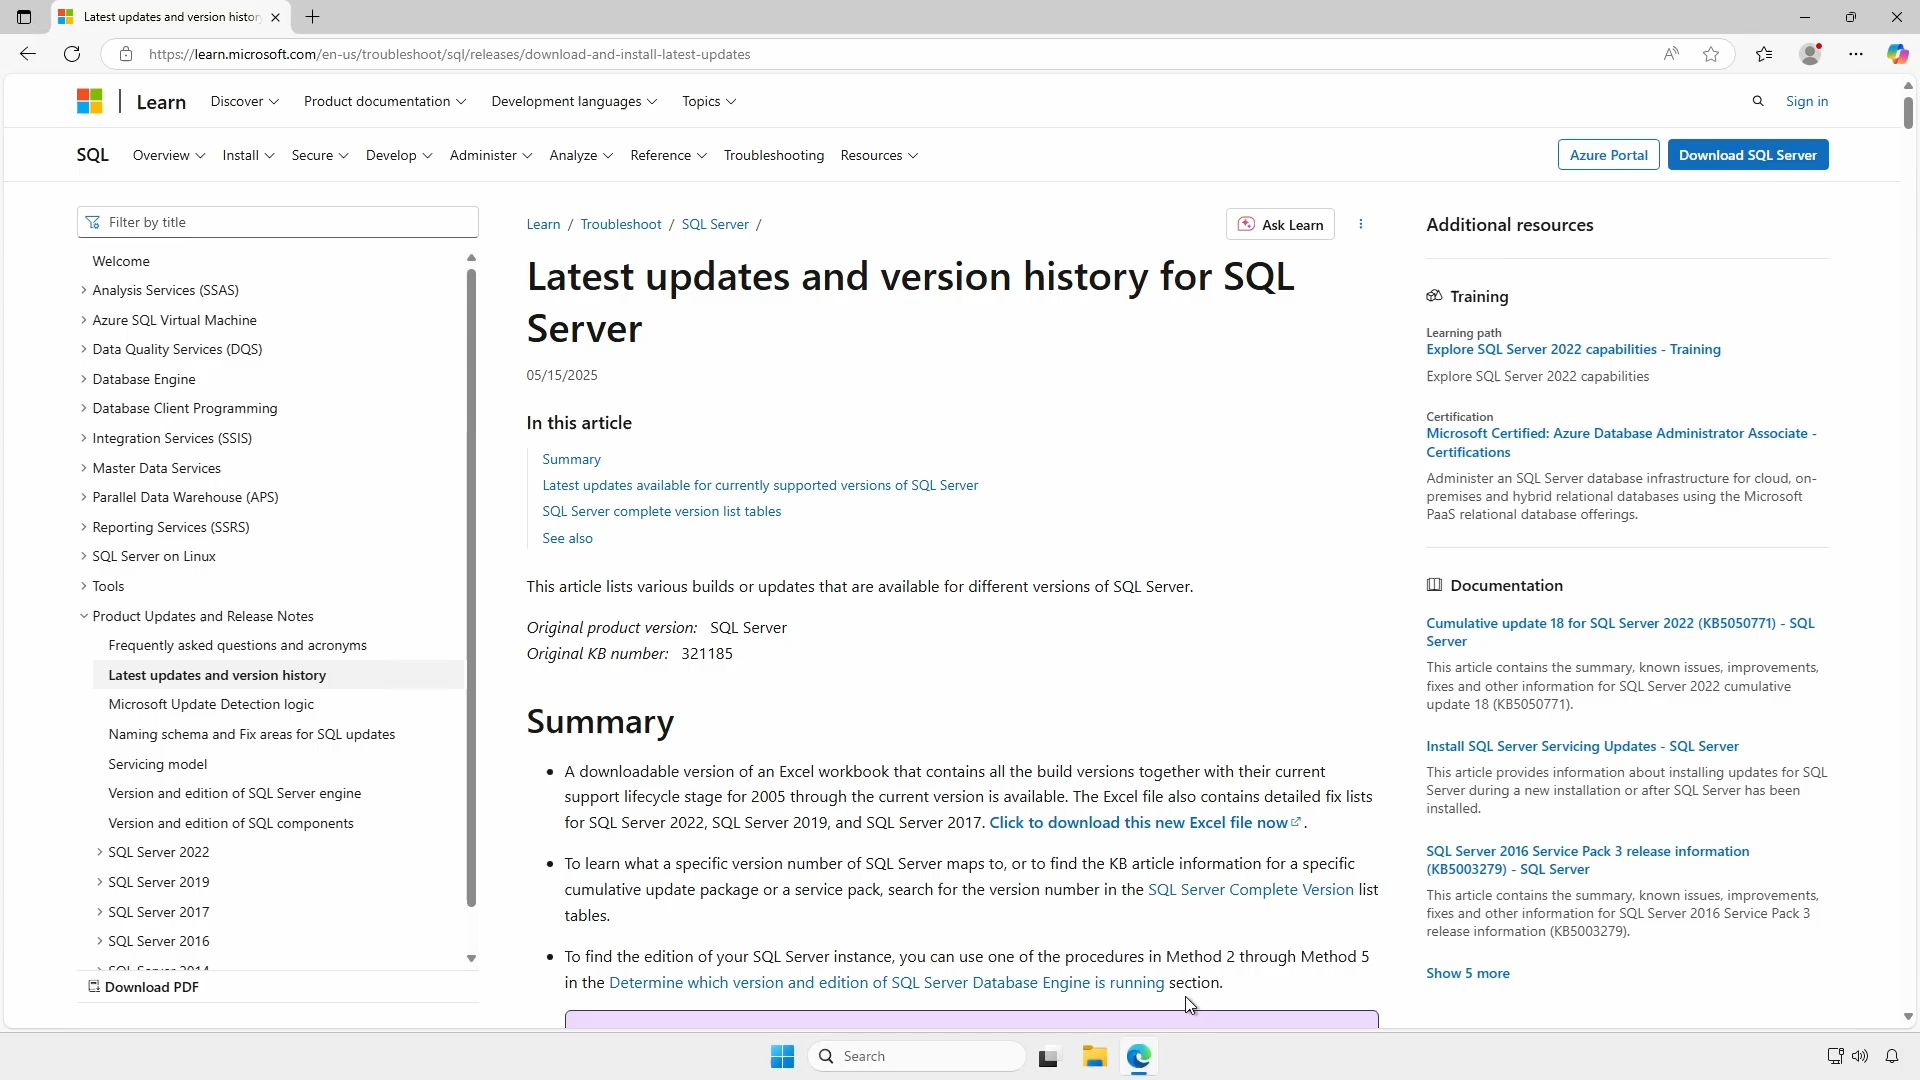 Latest updates and version histor
https://learn.microsoft.com/en-us/troubleshoot/sql/releases/download-and-install-latest-updates
Learn
Discover
Product documentation
Development languages
Topics
Sign in
SQL
Overview
Install
Secure
Develop
Administer
Analyze
Reference
Troubleshooting
Resources
Azure Portal
Download SQL Server
Filter by title
Welcome
Analysis Services (SSAS)
Azure SQL Virtual Machine
Data Quality Services (DQS)
Database Engine
Database Client Programming
Integration Services (SSIS)
Master Data Services
Parallel Data Warehouse (APS)
Reporting Services (SSRS)
SQL Server on Linux
Tools
Product Updates and Release Notes
Frequently asked questions and acronyms
Latest updates and version history
Microsoft Update Detection logic
Naming schema and Fix areas for SQL updates
Servicing model
Version and edition of SQL Server engine
Version and edition of SQL components
SQL Server 2022
SQL Server 2019
SQL Server 2017
SQL Server 2016
SQL Server 2014
Download PDF
Learn / Troubleshoot / SQL Server /
Ask Learn
Latest updates and version history for SQL
Server
05/15/2025
In this article
Summary
Latest updates available for currently supported versions of SQL Server
SQL Server complete version list tables
See also
This article lists various builds or updates that are available for different versions of SQL Server.
Original product version: SQL Server
Original KB number: 321185
Summary
• A downloadable version of an Excel workbook that contains all the build versions together with their current
support lifecycle stage for 2005 through the current version is available. The Excel file also contains detailed fix lists
for SQL Server 2022, SQL Server 2019, and SQL Server 2017. Click to download this new Excel file now.
• To learn what a specific version number of SQL Server maps to, or to find the KB article information for a specific
cumulative update package or a service pack, search for the version number in the SQL Server Complete Version list
tables.
• To find the edition of your SQL Server instance, you can use one of the procedures in Method 2 through Method 5
in the Determine which version and edition of SQL Server Database Engine is running section.
Additional resources
Training
Learning path
Explore SQL Server 2022 capabilities - Training
Explore SQL Server 2022 capabilities
Certification
Microsoft Certified: Azure Database Administrator Associate -
Certifications
Administer an SQL Server database infrastructure for cloud, on-
premises and hybrid relational databases using the Microsoft
PaaS relational database offerings.
Documentation
Cumulative update 18 for SQL Server 2022 (KB5050771) - SQL
Server
This article contains the summary, known issues, improvements,
fixes and other information for SQL Server 2022 cumulative
update 18 (KB5050771).
Install SQL Server Servicing Updates - SQL Server
This article provides information about installing updates for SQL
Server during a new installation or after SQL Server has been
installed.
SQL Server 2016 Service Pack 3 release information
(KB5003279) - SQL Server
This article contains the summary, known issues, improvements,
fixes and other information for SQL Server 2016 Service Pack 3
release information (KB5003279).
Show 5 more
Search